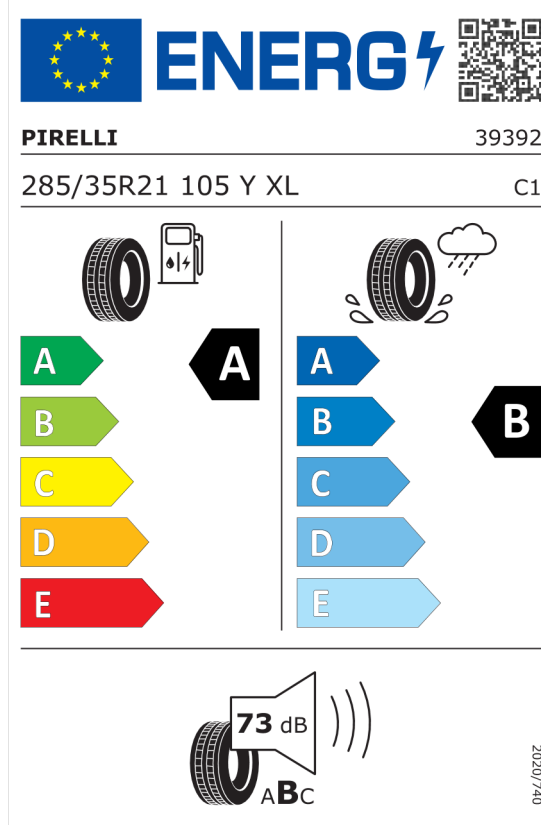 ENERG
PIRELLI 39392
285/35R21 105 Y XL C1
A A A
B B B
C C
D D
E E
73 dB
ABC
2020/740